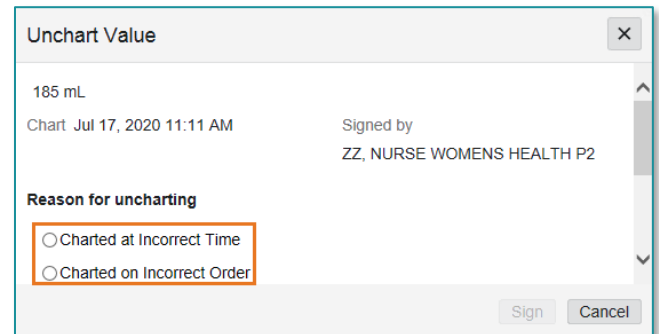 Unchart Value
185 mL
Chart Jul 17, 2020 11:11 AM Signed by
ZZ, NURSE WOMENS HEALTH P2
Reason for uncharting
Charted at Incorrect Time
Charted on Incorrect Order
Sign Cancel